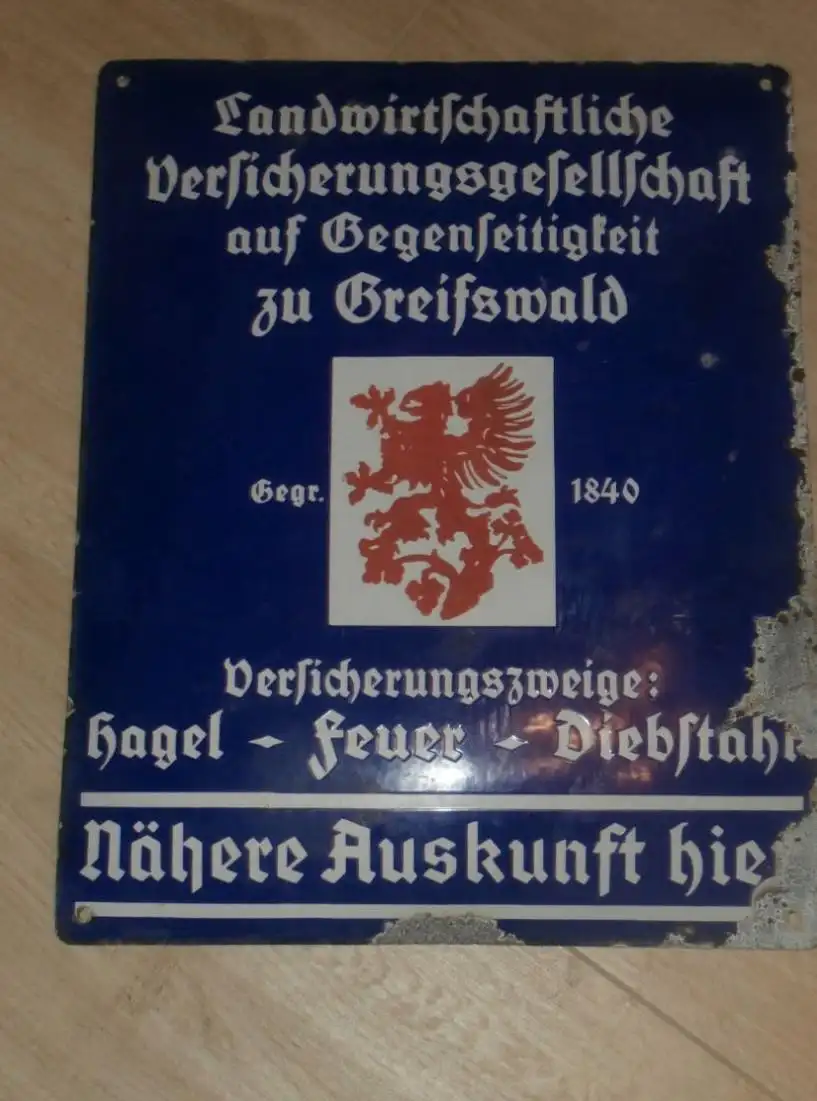 Landwirtſchaftliche
Verſicherungsgeſellſchaft
auf Gegenſeitigkeit
zu Greifswald
Gegr. 1840
Verſicherungszweige:
Hagel - Feuer - Diebſtahl
Nähere Auskunft hier